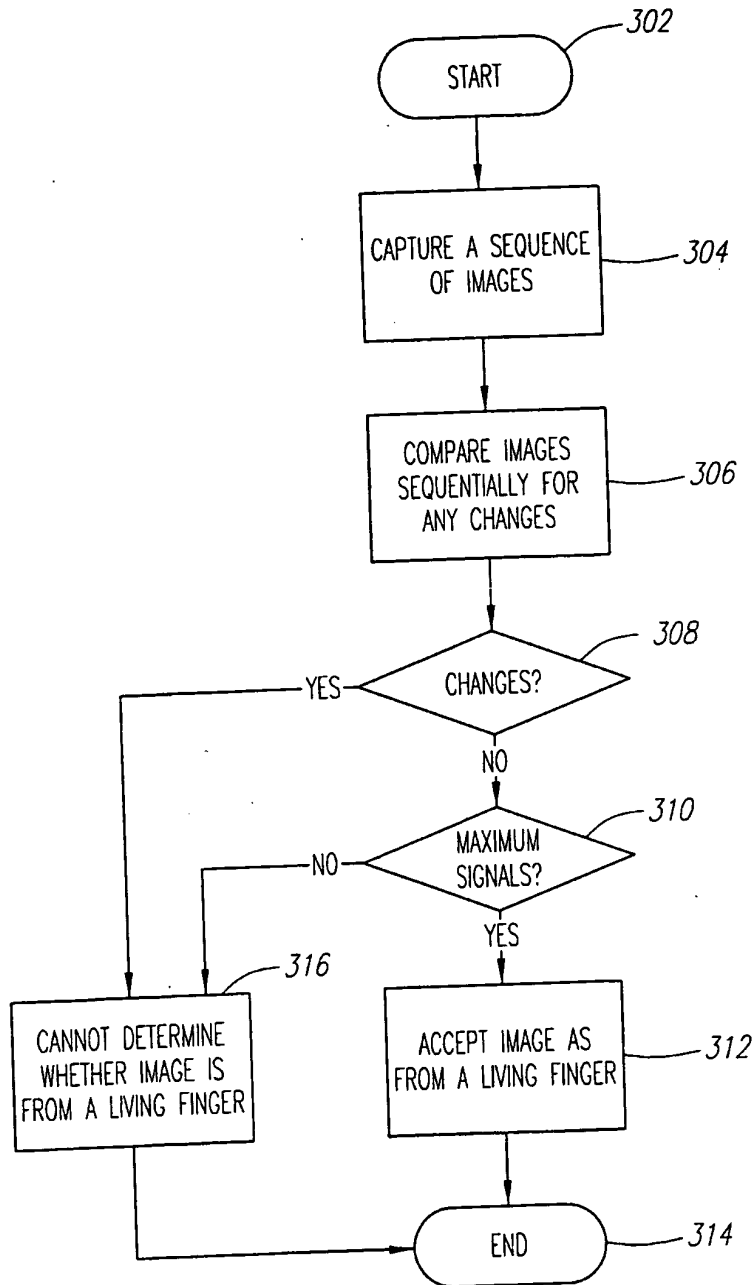 302
START
CAPTURE A SEQUENCE
OF IMAGES
304
COMPARE IMAGES
SEQUENTIALLY FOR
ANY CHANGES
306
308
CHANGES?
YES
NO
310
MAXIMUM
SIGNALS?
NO
YES
316
CANNOT DETERMINE
WHETHER IMAGE IS
FROM A LIVING FINGER
ACCEPT IMAGE AS
FROM A LIVING FINGER
312
END
314